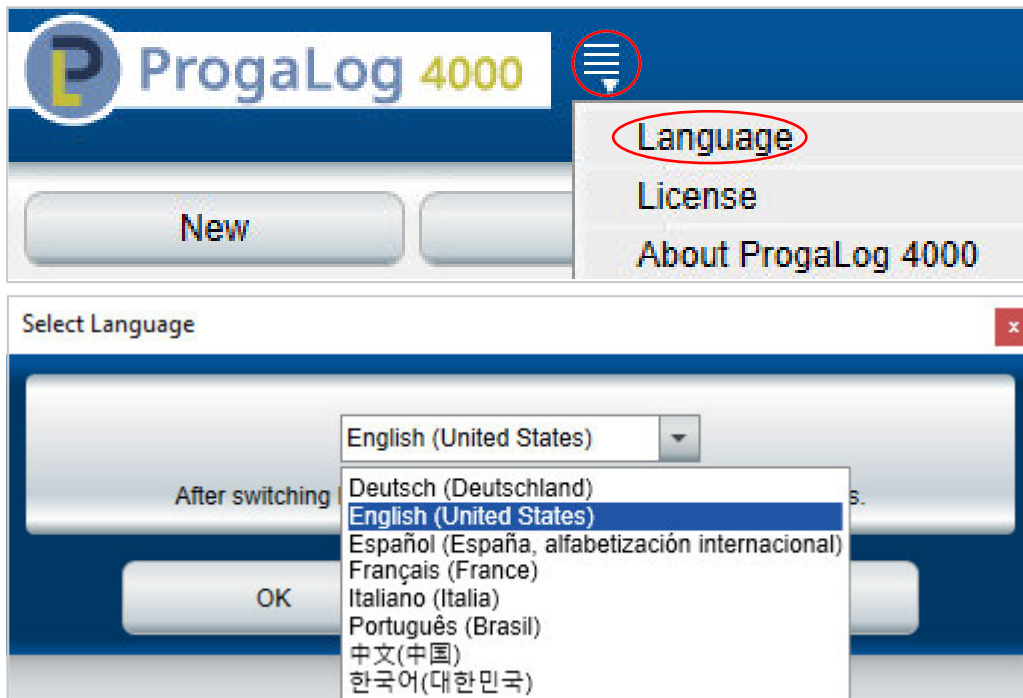 ProgaLog 4000
Language
License
New
About ProgaLog 4000
Select Language
x
English (United States)
After switching
s.
Deutsch (Deutschland)
English (United States)
Español (España, alfabetización internacional)
Français (France)
OK
Italiano (Italia)
Português (Brasil)
中文(中国)
한국어(대한민국)